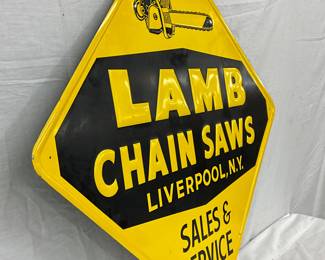 LAMB
CHAIN SAWS
LIVERPOOL, N.Y.
SALES &
SERVICE